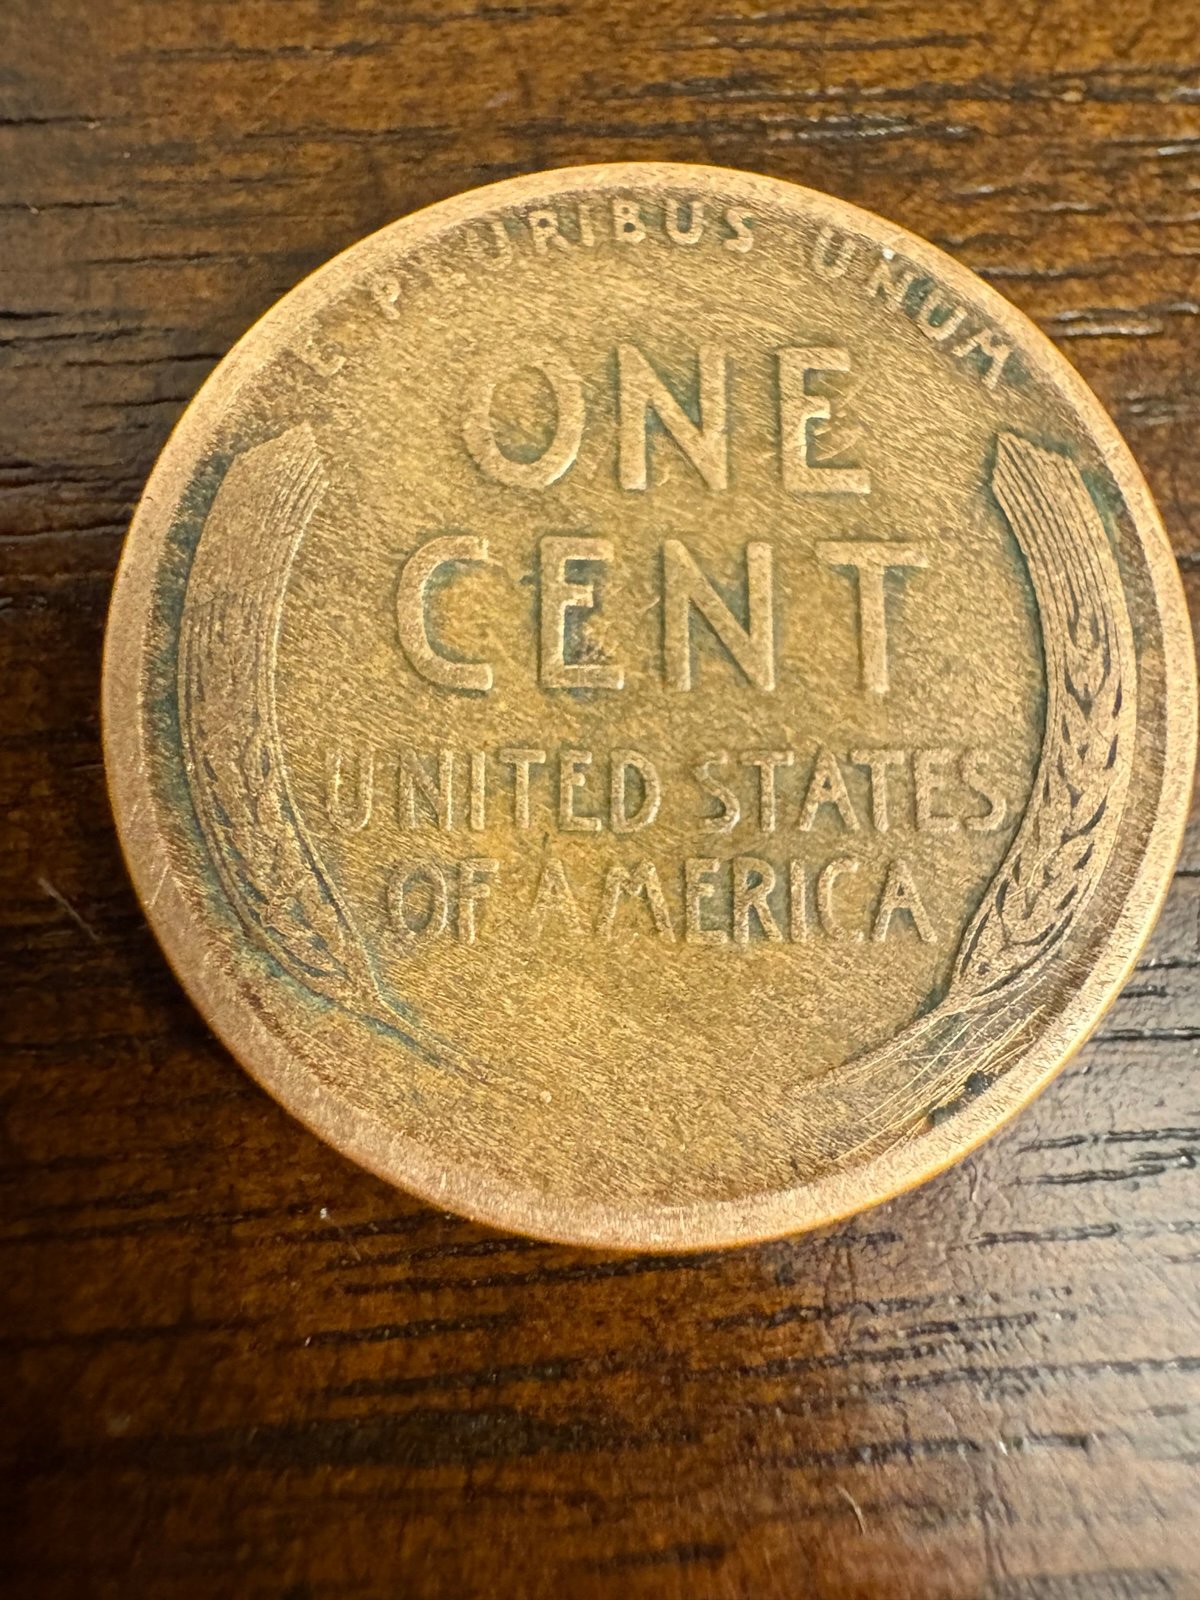 E PLURIBUS UNUM
ONE
CENT
UNITED STATES
OF AMERICA